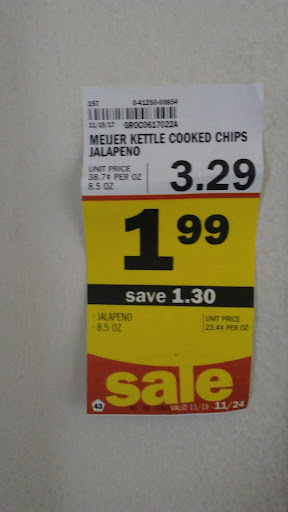 157 0-41250-00654
11/19/17 GROC0617022A
MEIJER KETTLE COOKED CHIPS
JALAPENO
UNIT PRICE
38.7¢ PER OZ
8.5 OZ
3.29
1 99
save 1.30
· JALAPENO
· 8.5 OZ
UNIT PRICE
23.4¢ PER OZ
sale
43
VALID 11/19 - 11/24